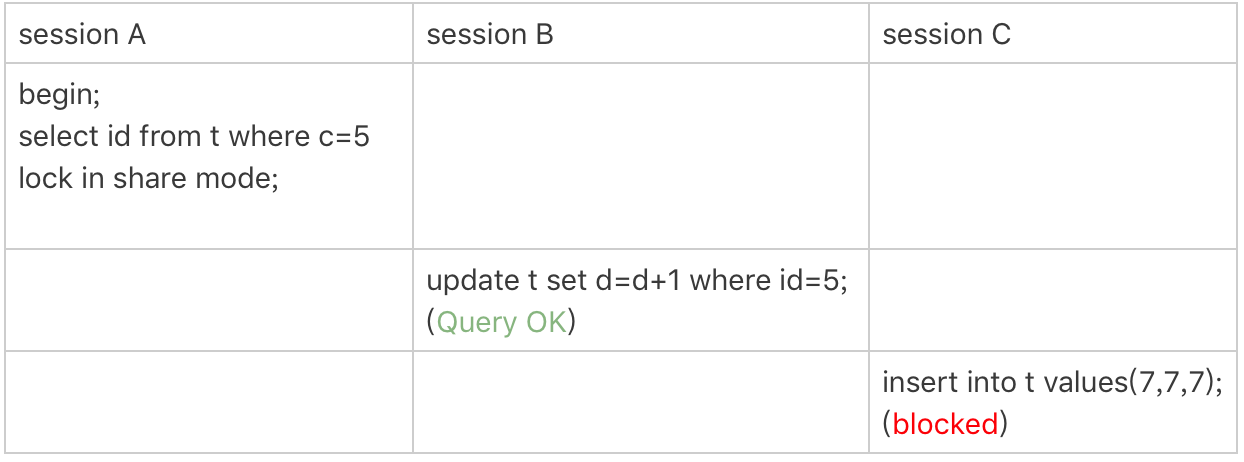 session A
session B
session C
begin;
select id from t where c=5
lock in share mode;
update t set d=d+1 where id=5;
(Query OK)
insert into t values(7,7,7);
(blocked)